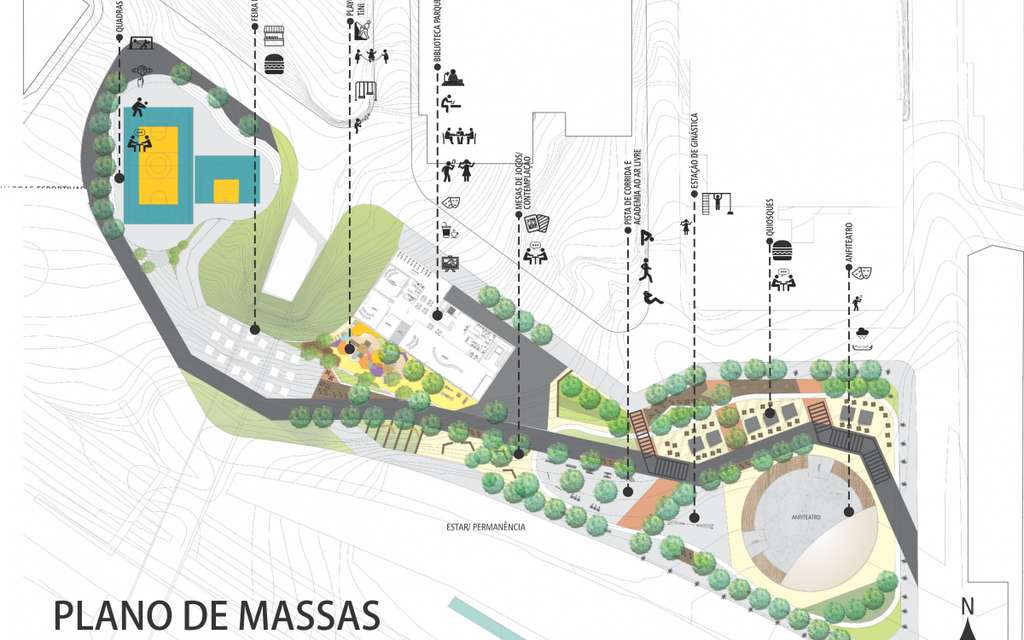 QUADRAS
FEIRA
PLAY
TINI
BIBLIOTECA PARQUE
MESAS DE JOGOS/
CONTEMPLAÇÃO
PISTA DE CORRIDA E
ACADEMIA AO AR LIVRE
ESTAÇÃO DE GINÁSTICA
QUIOSQUES
ANFITEATRO
ANFITEATRO
ESTAR/ PERMANÊNCIA
PLANO DE MASSAS
N